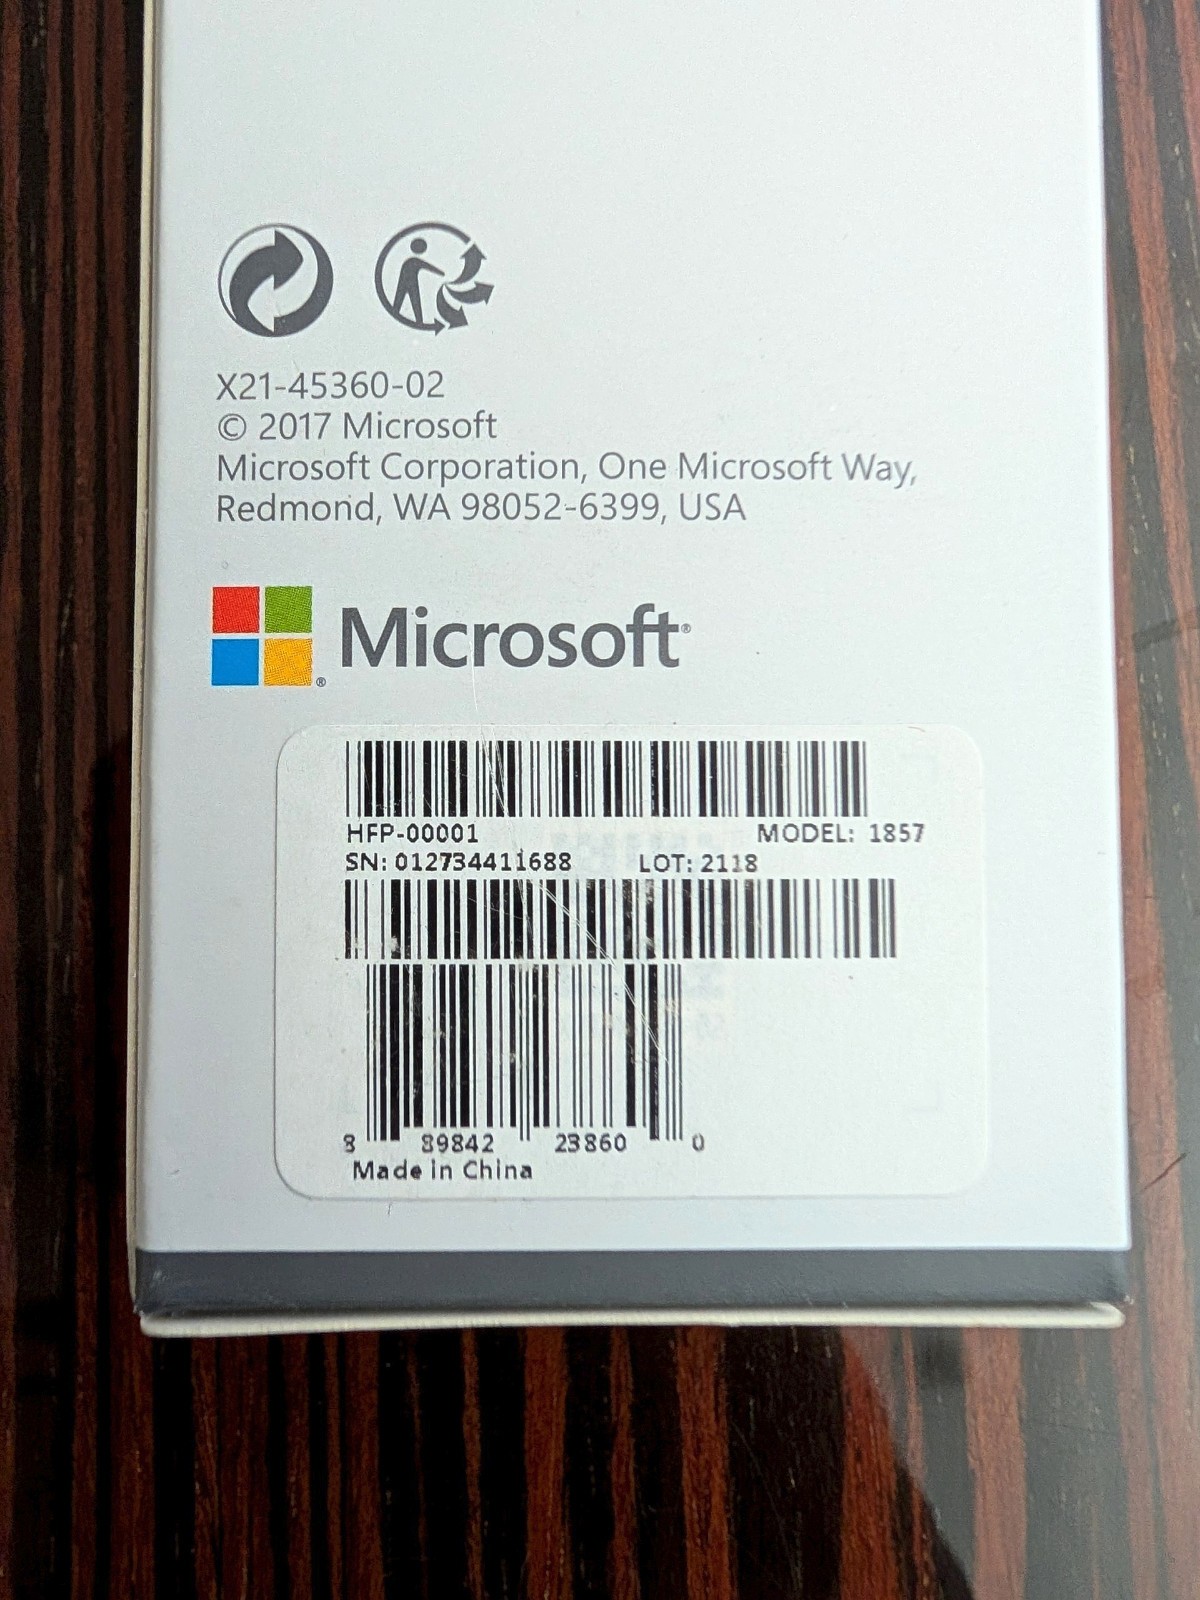 X21-45360-02
© 2017 Microsoft
Microsoft Corporation, One Microsoft Way,
Redmond, WA 98052-6399, USA
® Microsoft®
HFP-00001 MODEL: 1857
SN: 012734411688 LOT: 2118
8 89842 23860 0
Made in China